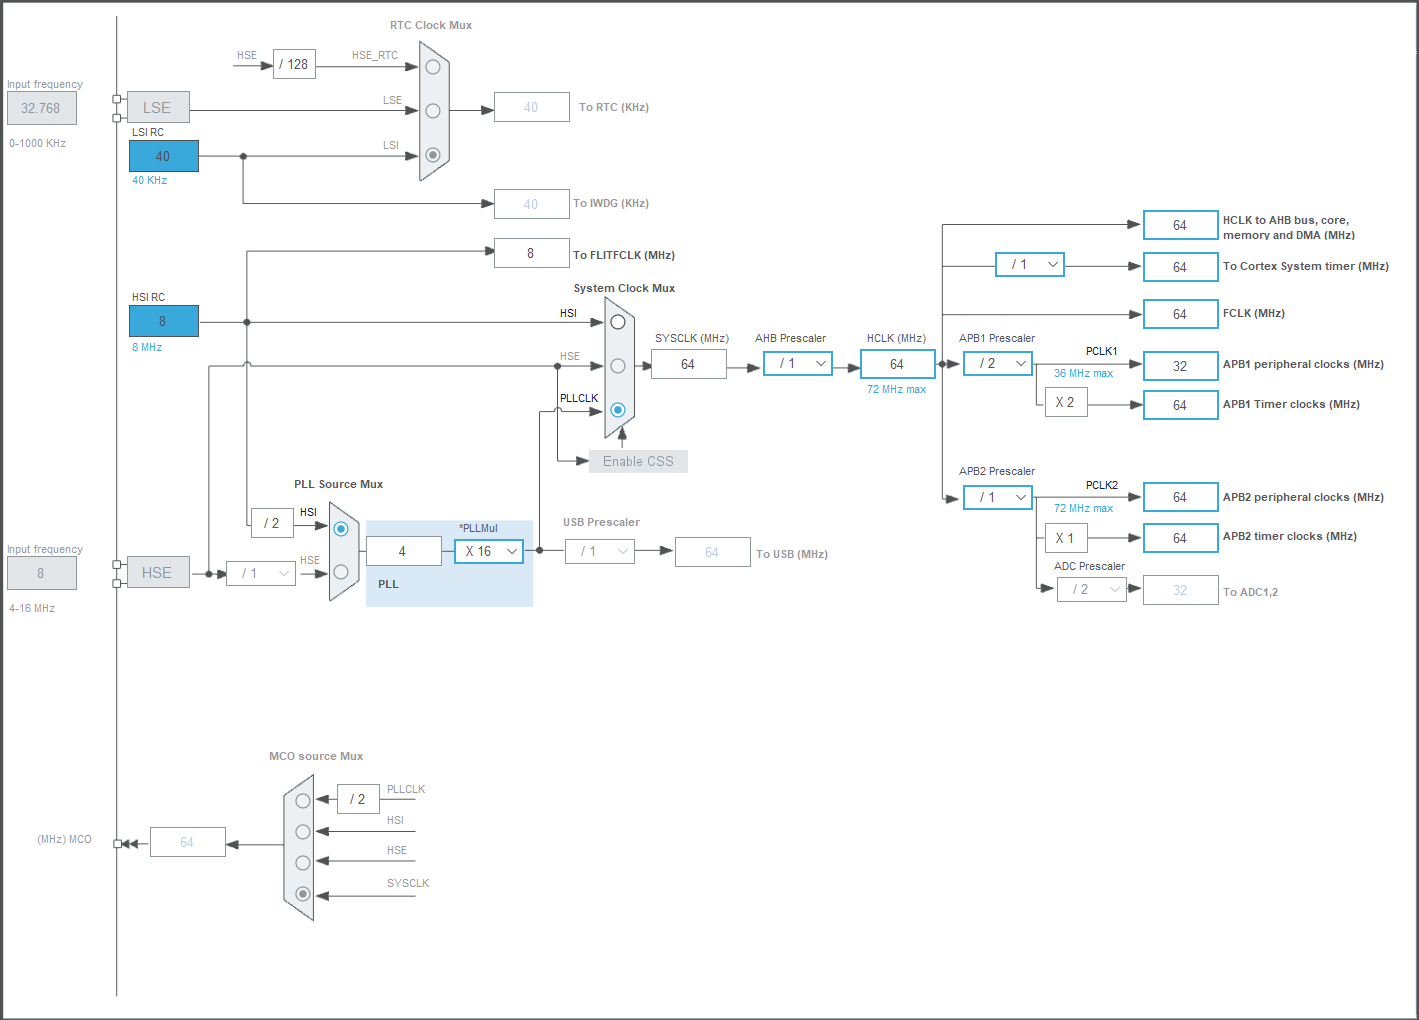 RTC Clock Mux
HSE
/ 128
HSE_RTC
Input frequency
32.768
0-1000 KHz
LSE
LSE
40
To RTC (KHz)
LSI RC
40
40 KHz
LSI
40
To IWDG (KHz)
8
To FLITFCLK (MHz)
HSI RC
8
8 MHz
System Clock Mux
HSI
HSE
PLLCLK
Enable CSS
SYSCLK (MHz)
64
AHB Prescaler
/ 1
HCLK (MHz)
64
72 MHz max
64
HCLK to AHB bus, core,
memory and DMA (MHz)
/ 1
64
To Cortex System timer (MHz)
64
FCLK (MHz)
APB1 Prescaler
/ 2
PCLK1
36 MHz max
32
APB1 peripheral clocks (MHz)
X 2
64
APB1 Timer clocks (MHz)
APB2 Prescaler
/ 1
PCLK2
72 MHz max
64
APB2 peripheral clocks (MHz)
X 1
64
APB2 timer clocks (MHz)
ADC Prescaler
/ 2
32
To ADC1,2
PLL Source Mux
/ 2
HSI
Input frequency
8
4-16 MHz
HSE
/ 1
HSE
4
*PLLMul
X 16
PLL
USB Prescaler
/ 1
64
To USB (MHz)
MCO source Mux
/ 2
PLLCLK
HSI
HSE
SYSCLK
(MHz) MCO
64